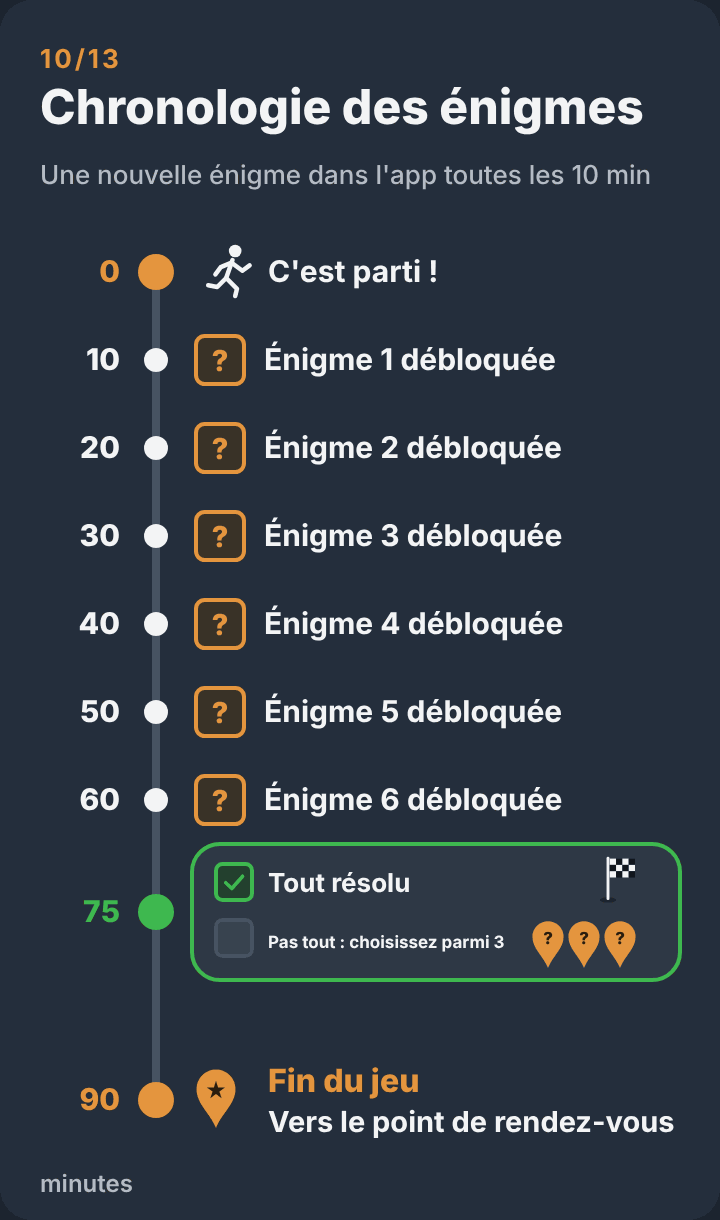 10/13
Chronologie des énigmes
Une nouvelle énigme dans l'app toutes les 10 min
0 C'est parti !
10 ? Énigme 1 débloquée
20 ? Énigme 2 débloquée
30 ? Énigme 3 débloquée
40 ? Énigme 4 débloquée
50 ? Énigme 5 débloquée
60 ? Énigme 6 débloquée
Tout résolu
75
Pas tout : choisissez parmi 3 ? ? ?
Fin du jeu
90
Vers le point de rendez-vous
minutes